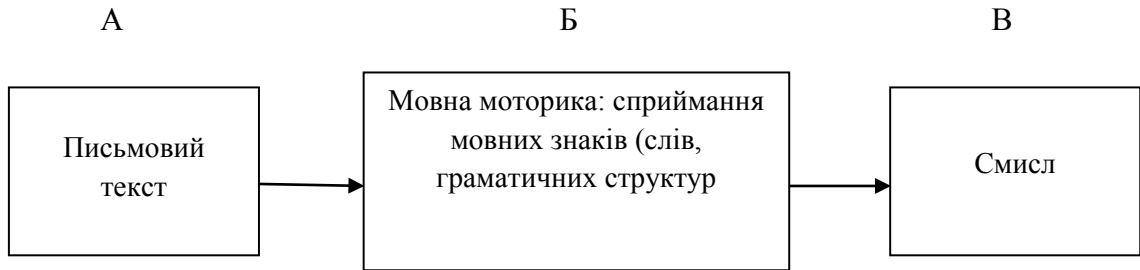 А Б В
Письмовий
текст
Мовна моторика: сприймання
мовних знаків (слів,
граматичних структур
Смисл